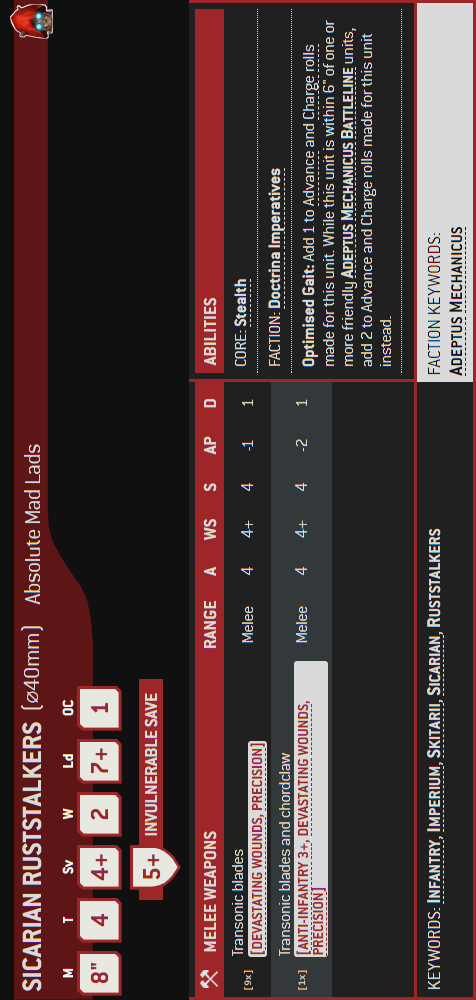 SICARIAN RUSTSTALKERS (⌀40mm) Absolute Mad Lads
M T Sv W Ld OC
8" 4 4+ 2 7+ 1
5+ INVULNERABLE SAVE
MELEE WEAPONS RANGE A WS S AP D
[9x] Transonic blades Melee 4 4+ 4 -1 1
[DEVASTATING WOUNDS, PRECISION]
[1x] Transonic blades and chordclaw Melee 4 4+ 4 -2 1
[ANTI-INFANTRY 3+, DEVASTATING WOUNDS,
PRECISION]
ABILITIES
CORE: Stealth
FACTION: Doctrina Imperatives
Optimised Gait: Add 1 to Advance and Charge rolls
made for this unit. While this unit is within 6" of one or
more friendly ADEPTUS MECHANICUS BATTLELINE units,
add 2 to Advance and Charge rolls made for this unit
instead.
KEYWORDS: INFANTRY, IMPERIUM, SKITARII, SICARIAN, RUSTSTALKERS
FACTION KEYWORDS:
ADEPTUS MECHANICUS